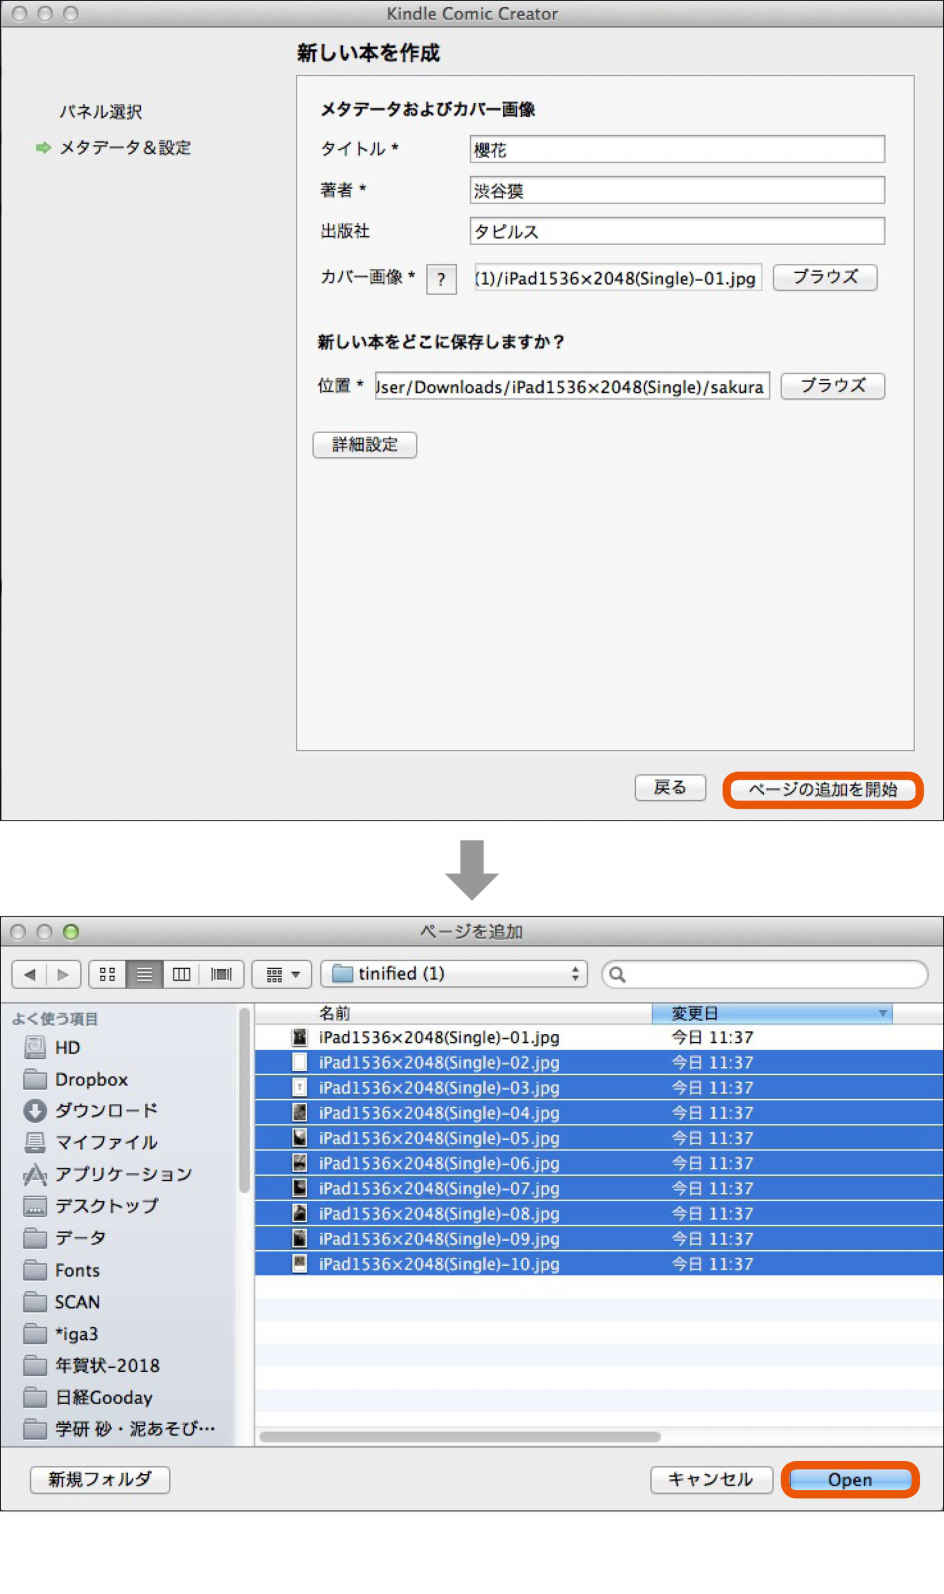 Kindle Comic Creator
新しい本を作成
パネル選択
メタデータ＆設定
メタデータおよびカバー画像
タイトル * 櫻花
著者 * 渋谷獏
出版社 タピルス
カバー画像 * ? (1)/iPad1536×2048(Single)-01.jpg ブラウズ
新しい本をどこに保存しますか？
位置 * Jser/Downloads/iPad1536×2048(Single)/sakura ブラウズ
詳細設定
戻る ページの追加を開始
ページを追加
tinified (1)
よく使う項目
HD
Dropbox
ダウンロード
マイファイル
アプリケーション
デスクトップ
データ
Fonts
SCAN
*iga3
年賀状-2018
日経Gooday
学研 砂・泥あそび…
名前 変更日
iPad1536×2048(Single)-01.jpg 今日 11:37
iPad1536×2048(Single)-02.jpg 今日 11:37
iPad1536×2048(Single)-03.jpg 今日 11:37
iPad1536×2048(Single)-04.jpg 今日 11:37
iPad1536×2048(Single)-05.jpg 今日 11:37
iPad1536×2048(Single)-06.jpg 今日 11:37
iPad1536×2048(Single)-07.jpg 今日 11:37
iPad1536×2048(Single)-08.jpg 今日 11:37
iPad1536×2048(Single)-09.jpg 今日 11:37
iPad1536×2048(Single)-10.jpg 今日 11:37
新規フォルダ キャンセル Open